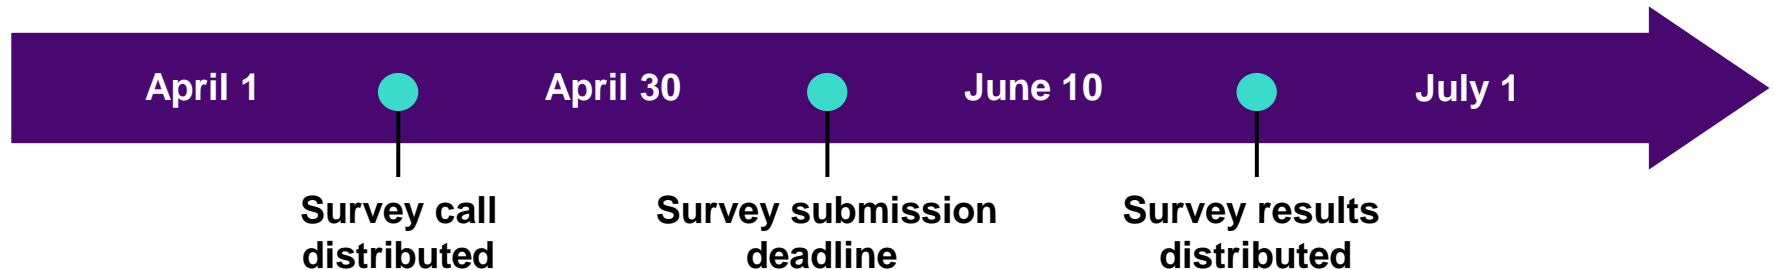 April 1
April 30
June 10
July 1
Survey call
distributed
Survey submission
deadline
Survey results
distributed